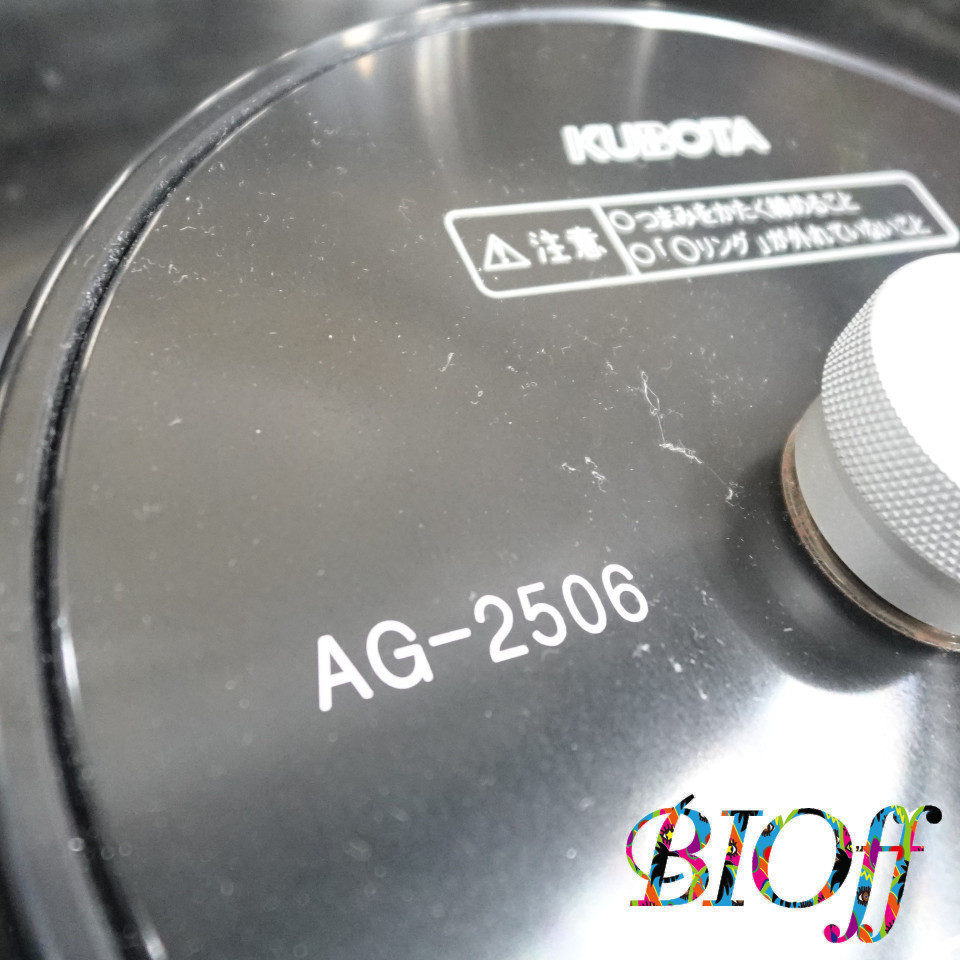 KUBOTA
注意
○つまみをかたく締めること
○「○リング」が外れていないこと
AG-2506
BIOff